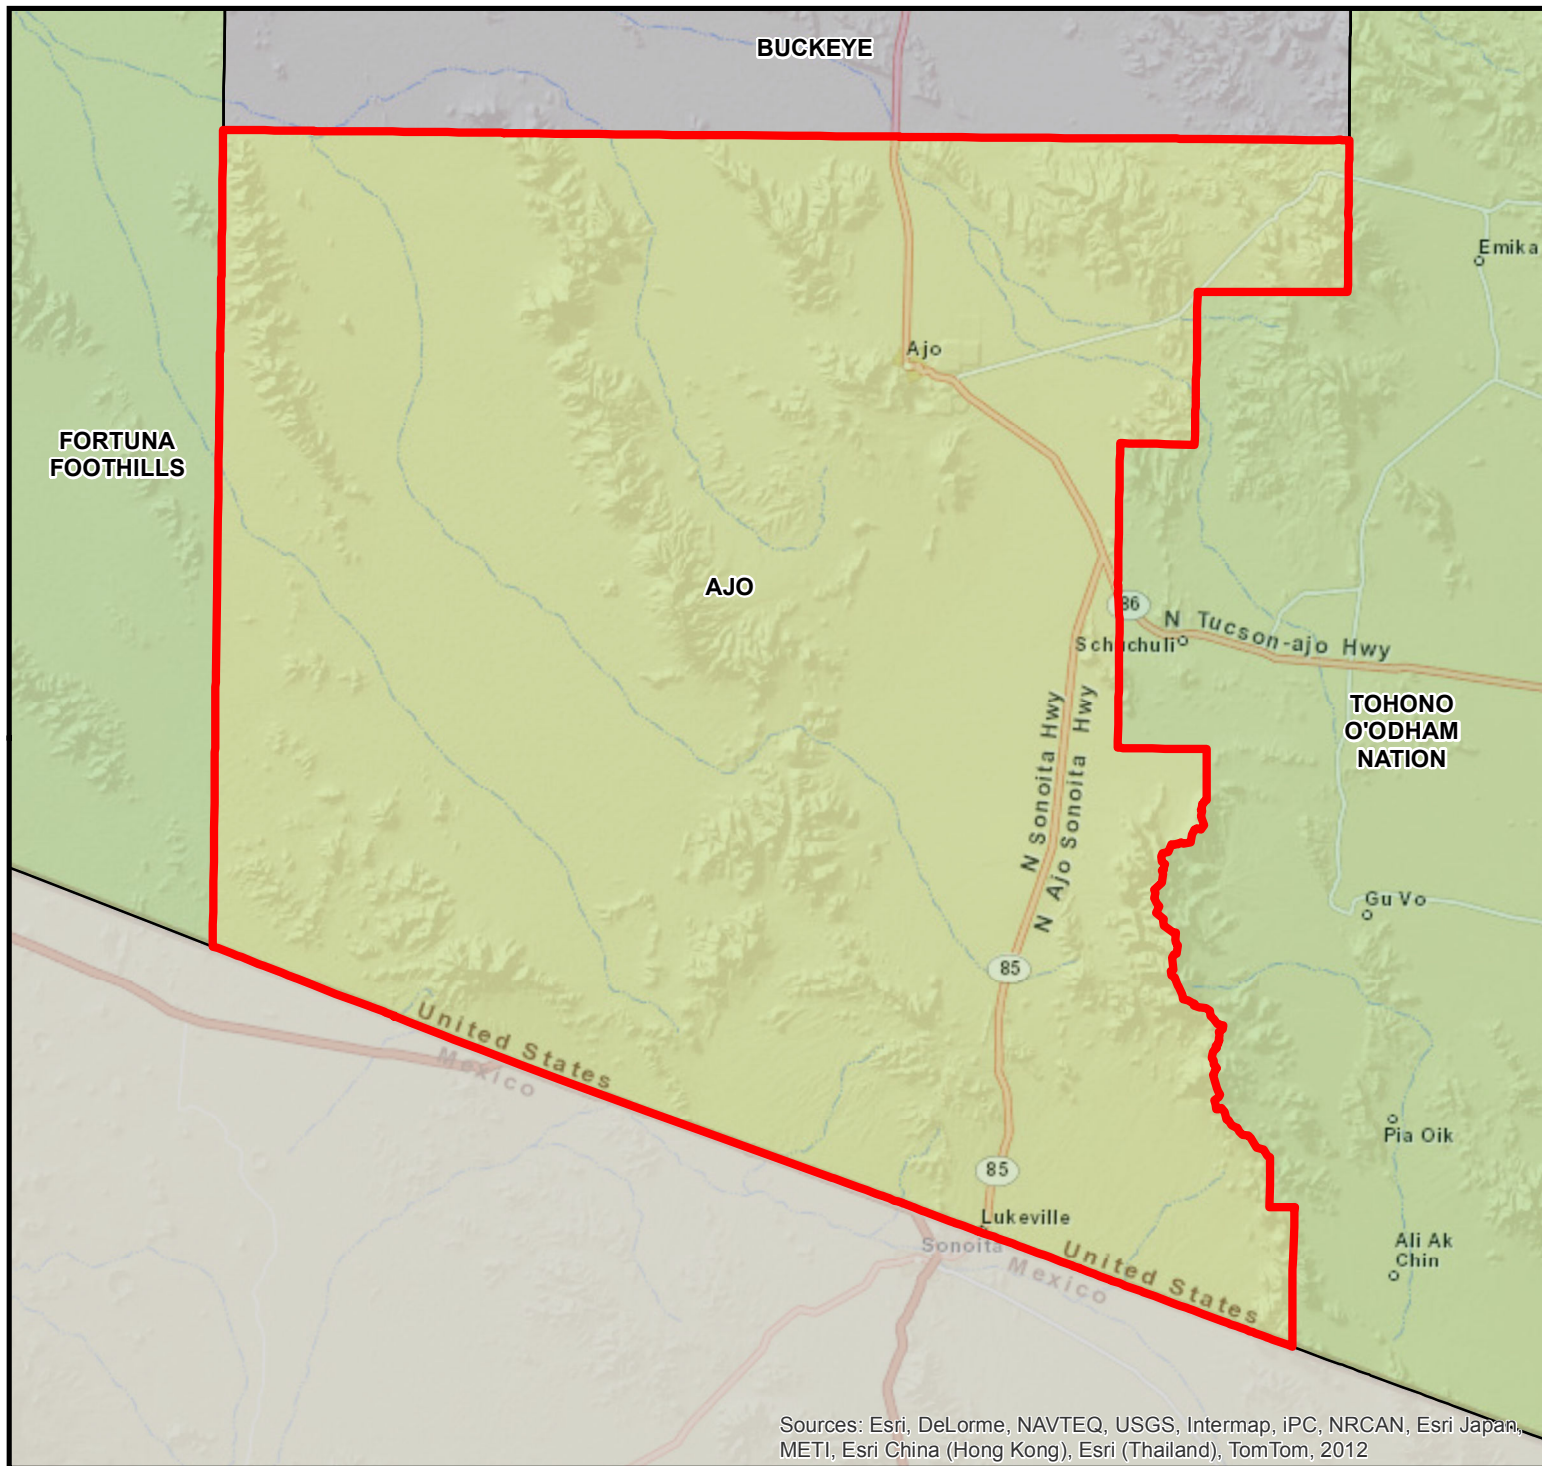 BUCKEYE
Emika
Ajo
FORTUNA
FOOTHILLS
AJO
86
N Tucson-ajo Hwy
Schuchuli
TOHONO
O'ODHAM
NATION
N Sonoita Hwy
N Ajo Sonoita Hwy
Gu Vo
85
United States
Mexico
Pia Oik
85
Lukeville
Sonoita
United States
Mexico
Ali Ak
Chin
Sources: Esri, DeLorme, NAVTEQ, USGS, Intermap, iPC, NRCAN, Esri Japan,
METI, Esri China (Hong Kong), Esri (Thailand), TomTom, 2012